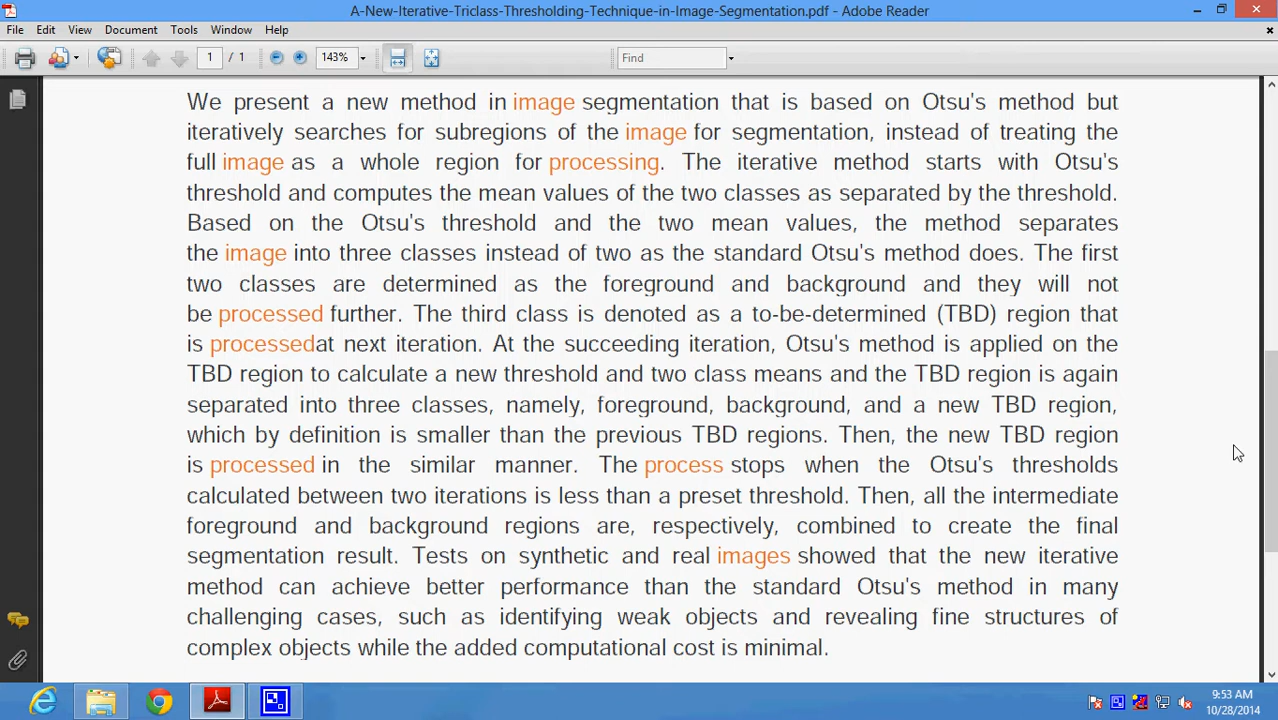 A-New-Iterative-Triclass-Thresholding-Technique-in-Image-Segmentation.pdf - Adobe Reader
File Edit View Document Tools Window Help
1 / 1 143% Find
We present a new method in image segmentation that is based on Otsu's method but
iteratively searches for subregions of the image for segmentation, instead of treating the
full image as a whole region for processing. The iterative method starts with Otsu's
threshold and computes the mean values of the two classes as separated by the threshold.
Based on the Otsu's threshold and the two mean values, the method separates
the image into three classes instead of two as the standard Otsu's method does. The first
two classes are determined as the foreground and background and they will not
be processed further. The third class is denoted as a to-be-determined (TBD) region that
is processedat next iteration. At the succeeding iteration, Otsu's method is applied on the
TBD region to calculate a new threshold and two class means and the TBD region is again
separated into three classes, namely, foreground, background, and a new TBD region,
which by definition is smaller than the previous TBD regions. Then, the new TBD region
is processed in the similar manner. The process stops when the Otsu's thresholds
calculated between two iterations is less than a preset threshold. Then, all the intermediate
foreground and background regions are, respectively, combined to create the final
segmentation result. Tests on synthetic and real images showed that the new iterative
method can achieve better performance than the standard Otsu's method in many
challenging cases, such as identifying weak objects and revealing fine structures of
complex objects while the added computational cost is minimal.
9:53 AM
10/28/2014